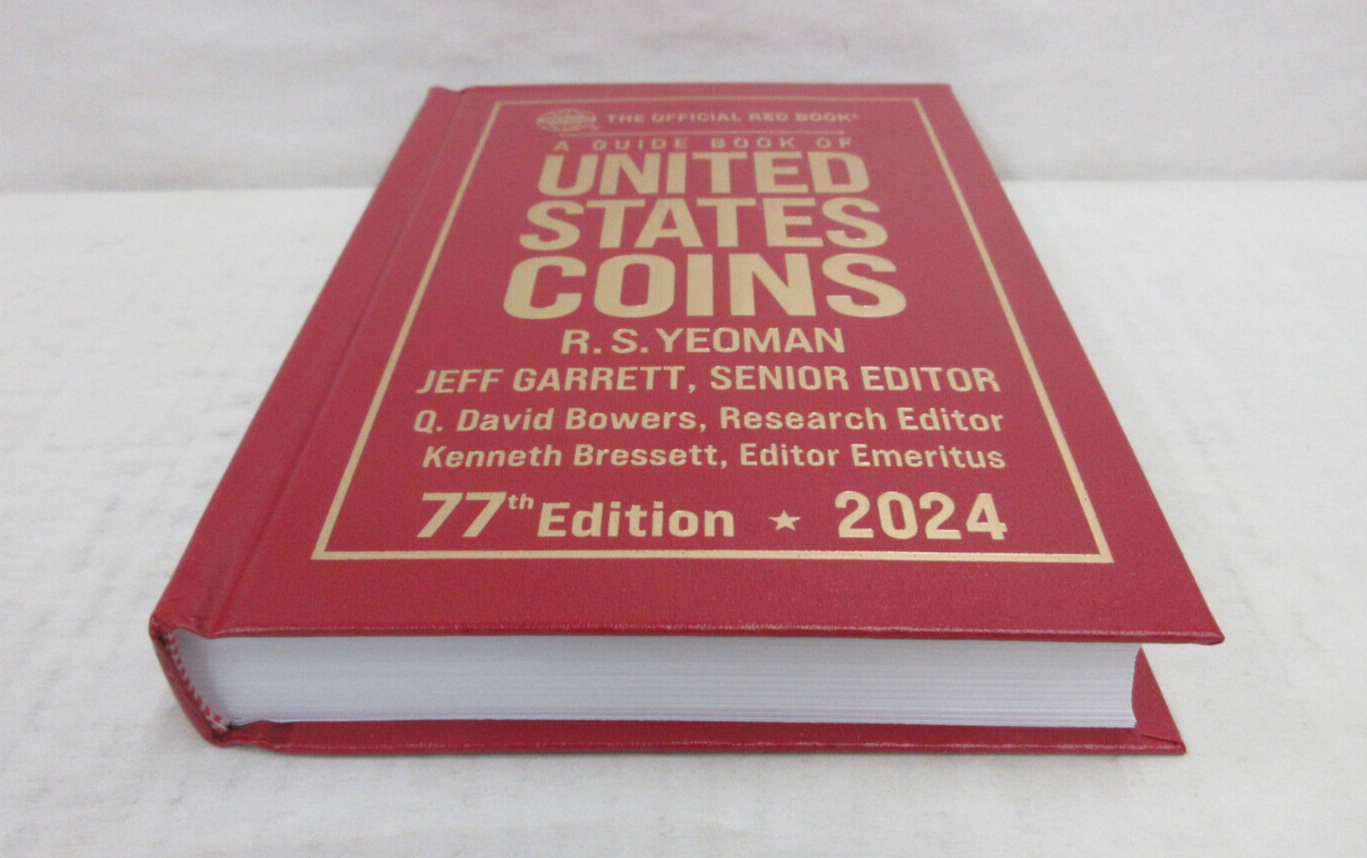 THE OFFICIAL RED BOOK®
A GUIDE BOOK OF
UNITED
STATES
COINS
R. S. YEOMAN
JEFF GARRETT, SENIOR EDITOR
Q. David Bowers, Research Editor
Kenneth Bressett, Editor Emeritus
77th Edition ★ 2024